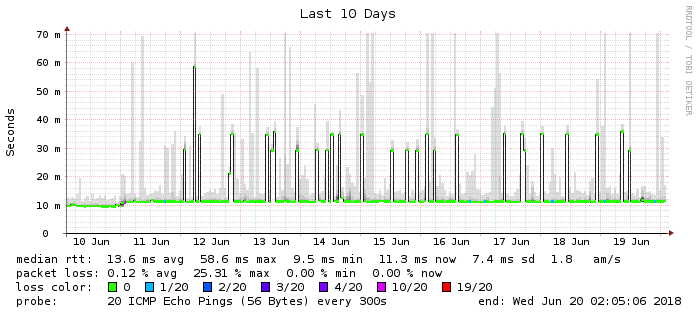 Last 10 Days
RRDTOOL / TOBI OETIKER
Seconds
70 m
60 m
50 m
40 m
30 m
20 m
10 m
0
10 Jun 11 Jun 12 Jun 13 Jun 14 Jun 15 Jun 16 Jun 17 Jun 18 Jun 19 Jun
median rtt: 13.6 ms avg 58.6 ms max 9.5 ms min 11.3 ms now 7.4 ms sd 1.8 am/s
packet loss: 0.12 % avg 25.31 % max 0.00 % min 0.00 % now
loss color: 0 1/20 2/20 3/20 4/20 10/20 19/20
probe: 20 ICMP Echo Pings (56 Bytes) every 300s end: Wed Jun 20 02:05:06 2018